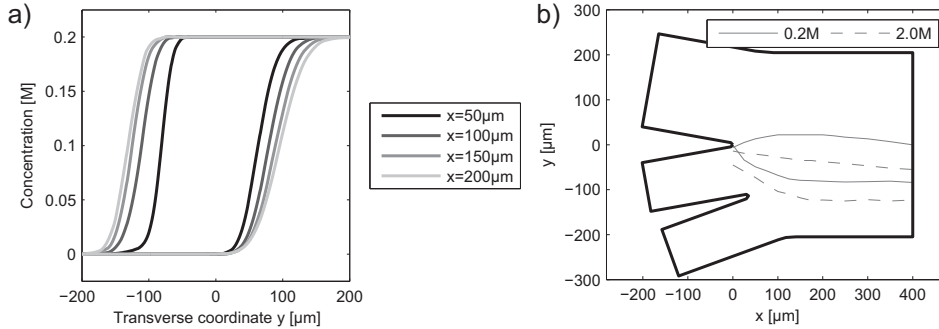 a)
Concentration [M]
0.2
0.15
0.1
0.05
0
−200
−100
0
100
200
Transverse coordinate y [µm]
x=50µm
x=100µm
x=150µm
x=200µm
b)
0.2M
2.0M
y [µm]
300
200
100
0
−100
−200
−300
−200
−100
0
100
200
300
400
x [µm]